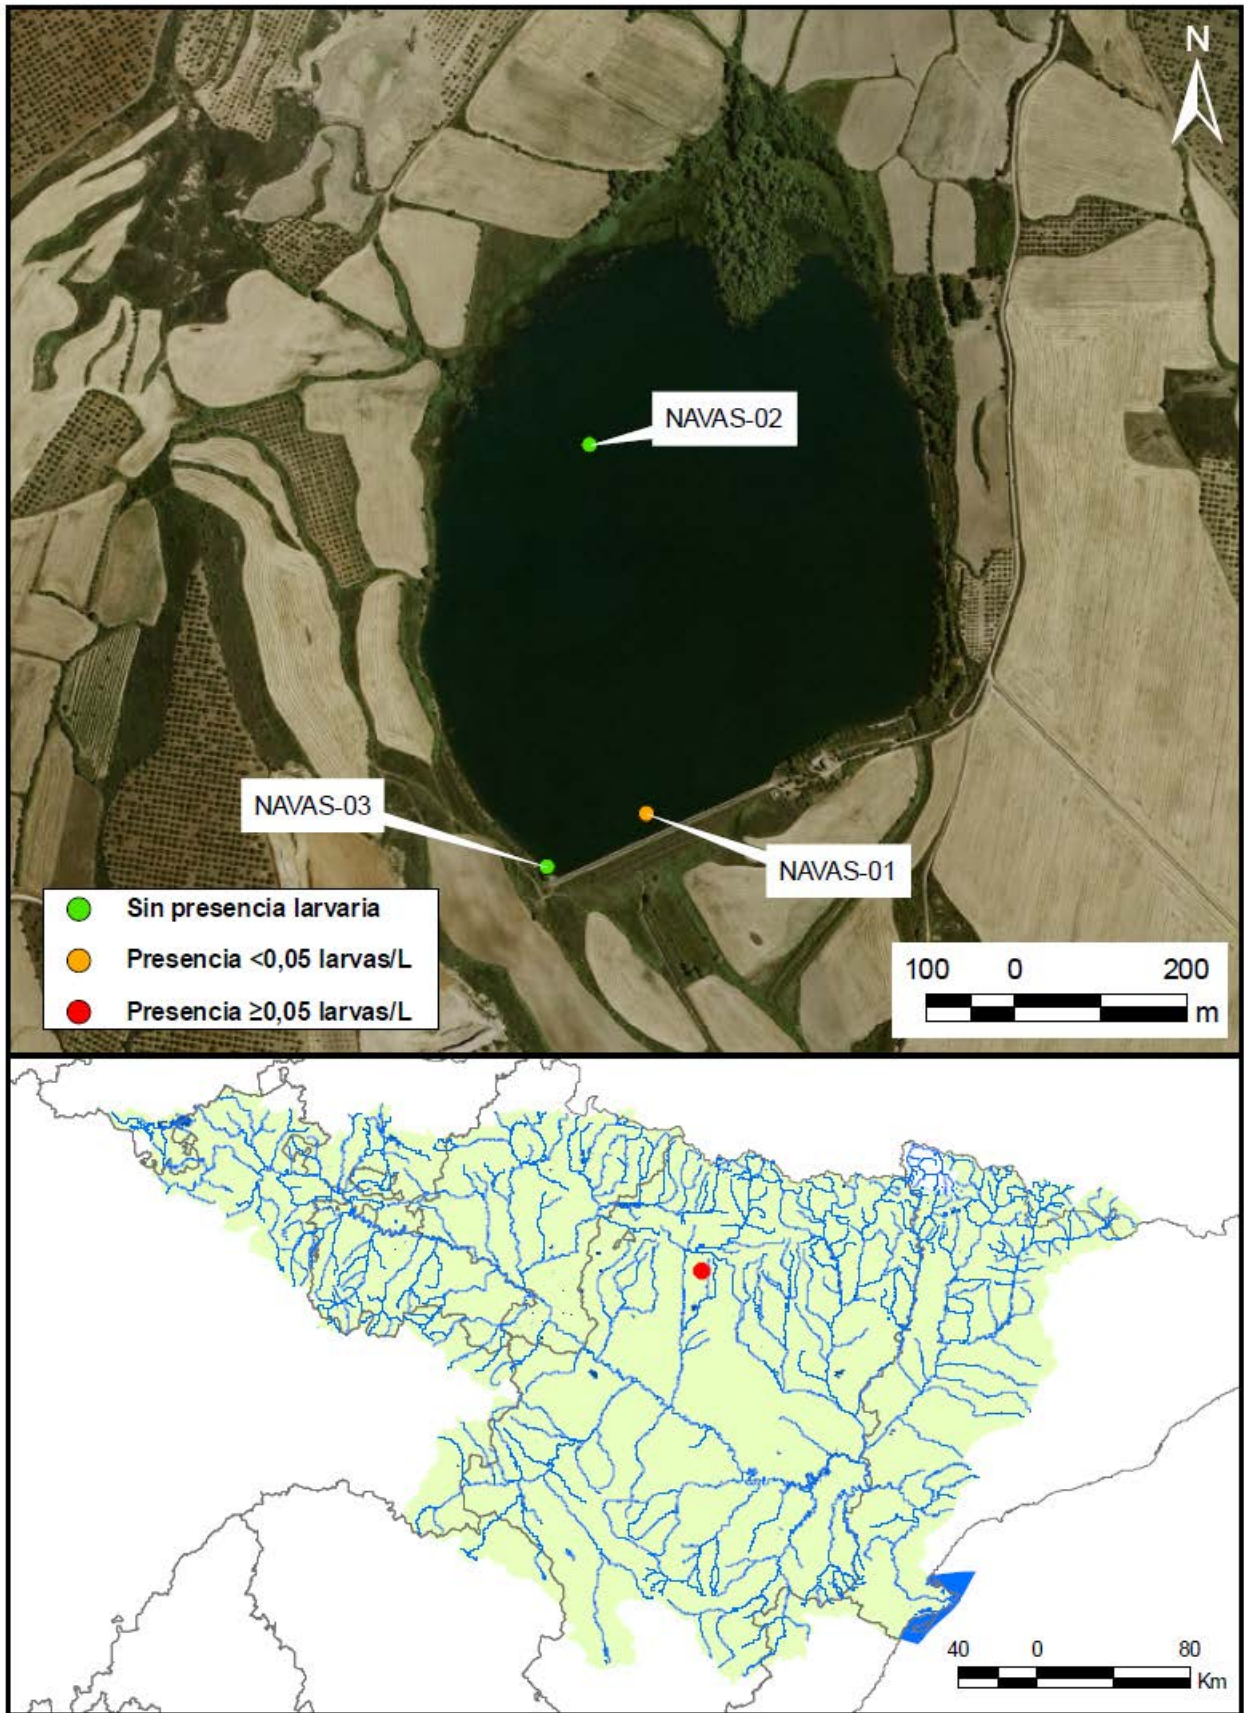 N
NAVAS-02
NAVAS-03
NAVAS-01
Sin presencia larvaria
Presencia <0,05 larvas/L
Presencia ≥0,05 larvas/L
100 0 200
m
40 0 80
Km